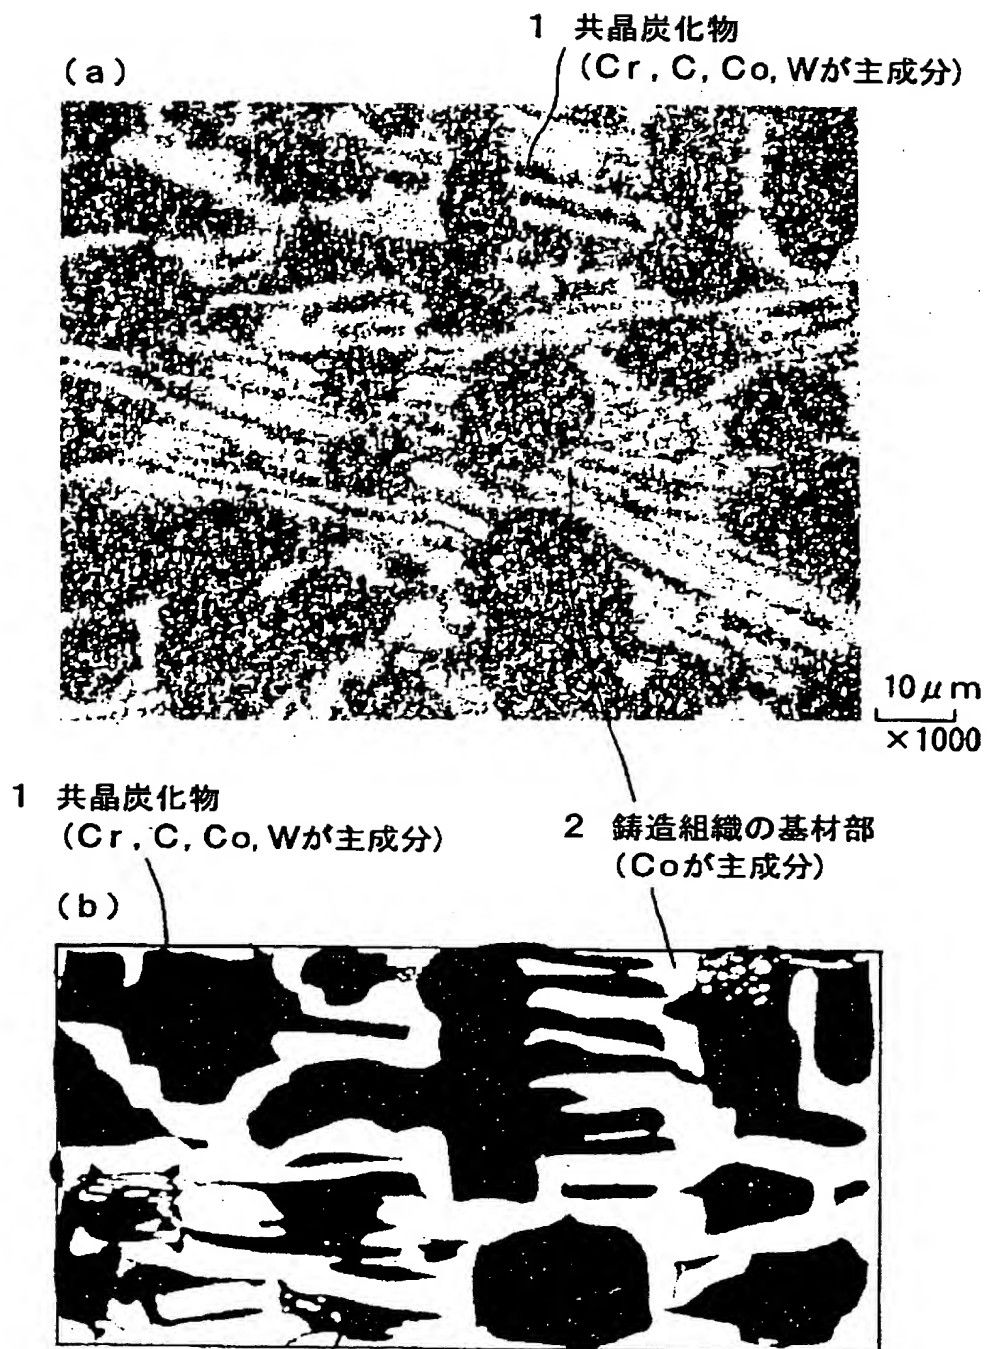 1 共晶炭化物
(a)
(Cr, C, Co, Wが主成分)
10μm
×1000
1 共晶炭化物
(Cr, C, Co, Wが主成分)
2 鋳造組織の基材部
(Coが主成分)
(b)